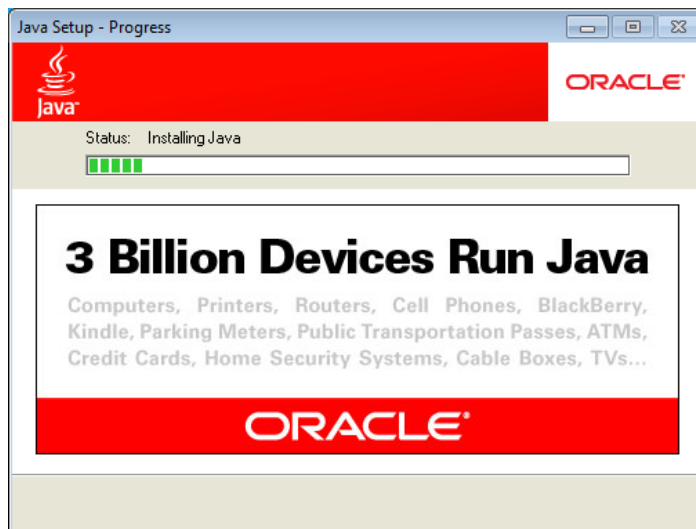 Java Setup - Progress
Java™
ORACLE®
Status: Installing Java
3 Billion Devices Run Java
Computers, Printers, Routers, Cell Phones, BlackBerry,
Kindle, Parking Meters, Public Transportation Passes, ATMs,
Credit Cards, Home Security Systems, Cable Boxes, TVs...
ORACLE®